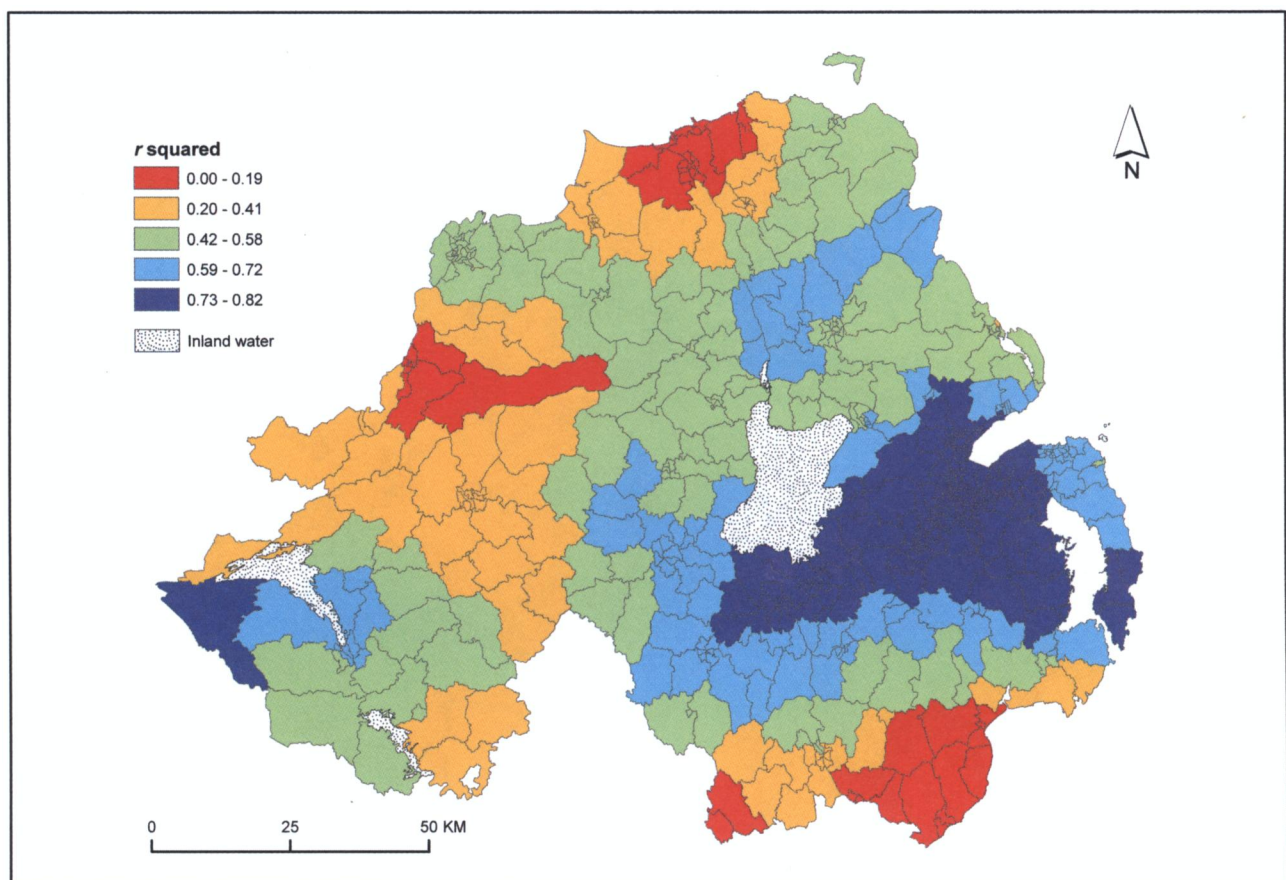 r squared
0.00 - 0.19
0.20 - 0.41
0.42 - 0.58
0.59 - 0.72
0.73 - 0.82
Inland water
N
0 25 50 KM